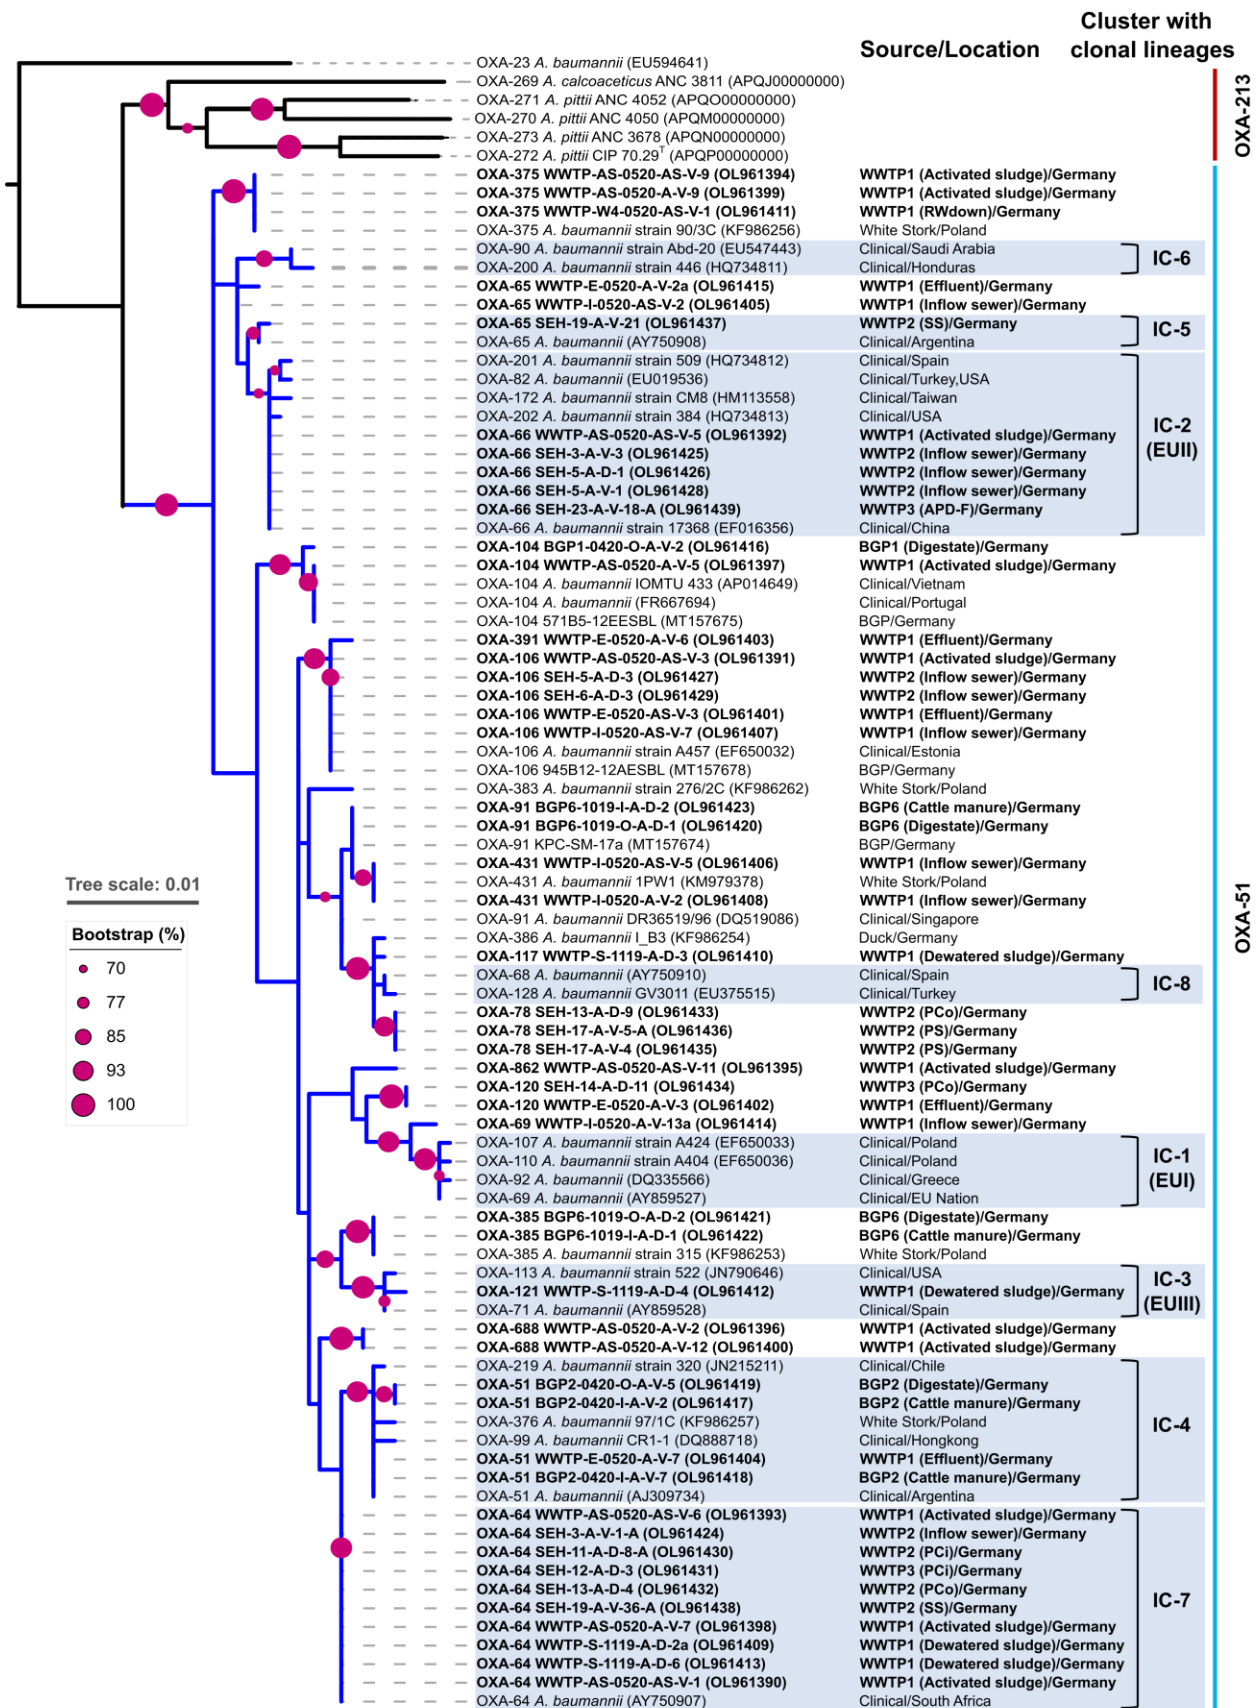 Cluster with
Source/Location clonal lineages
OXA-23 A. baumannii (EU594641)
OXA-269 A. calcoaceticus ANC 3811 (APQJ00000000)
OXA-271 A. pittii ANC 4052 (APQO00000000)
OXA-270 A. pittii ANC 4050 (APQM00000000)
OXA-273 A. pittii ANC 3678 (APQN00000000)
OXA-272 A. pittii CIP 70.29T (APQP00000000)
OXA-213
OXA-375 WWTP-AS-0520-AS-V-9 (OL961394) WWTP1 (Activated sludge)/Germany
OXA-375 WWTP-AS-0520-A-V-9 (OL961399) WWTP1 (Activated sludge)/Germany
OXA-375 WWTP-W4-0520-AS-V-1 (OL961411) WWTP1 (RWdown)/Germany
OXA-375 A. baumannii strain 90/3C (KF986256) White Stork/Poland
OXA-90 A. baumannii strain Abd-20 (EU547443) Clinical/Saudi Arabia
IC-6
OXA-200 A. baumannii strain 446 (HQ734811) Clinical/Honduras
OXA-65 WWTP-E-0520-A-V-2a (OL961415) WWTP1 (Effluent)/Germany
OXA-65 WWTP-I-0520-AS-V-2 (OL961405) WWTP1 (Inflow sewer)/Germany
OXA-65 SEH-19-A-V-21 (OL961437) WWTP2 (SS)/Germany
IC-5
OXA-65 A. baumannii (AY750908) Clinical/Argentina
OXA-201 A. baumannii strain 509 (HQ734812) Clinical/Spain
OXA-82 A. baumannii (EU019536) Clinical/Turkey,USA
OXA-172 A. baumannii strain CM8 (HM113558) Clinical/Taiwan
OXA-202 A. baumannii strain 384 (HQ734813) Clinical/USA
IC-2
OXA-66 WWTP-AS-0520-AS-V-5 (OL961392) WWTP1 (Activated sludge)/Germany
(EUII)
OXA-66 SEH-3-A-V-3 (OL961425) WWTP2 (Inflow sewer)/Germany
OXA-66 SEH-5-A-D-1 (OL961426) WWTP2 (Inflow sewer)/Germany
OXA-66 SEH-5-A-V-1 (OL961428) WWTP2 (Inflow sewer)/Germany
OXA-66 SEH-23-A-V-18-A (OL961439) WWTP3 (APD-F)/Germany
OXA-66 A. baumannii strain 17368 (EF016356) Clinical/China
OXA-104 BGP1-0420-O-A-V-2 (OL961416) BGP1 (Digestate)/Germany
OXA-104 WWTP-AS-0520-A-V-5 (OL961397) WWTP1 (Activated sludge)/Germany
OXA-104 A. baumannii IOMTU 433 (AP014649) Clinical/Vietnam
OXA-104 A. baumannii (FR667694) Clinical/Portugal
OXA-104 571B5-12EESBL (MT157675) BGP/Germany
OXA-391 WWTP-E-0520-A-V-6 (OL961403) WWTP1 (Effluent)/Germany
OXA-106 WWTP-AS-0520-AS-V-3 (OL961391) WWTP1 (Activated sludge)/Germany
OXA-106 SEH-5-A-D-3 (OL961427) WWTP2 (Inflow sewer)/Germany
OXA-106 SEH-6-A-D-3 (OL961429) WWTP2 (Inflow sewer)/Germany
OXA-106 WWTP-E-0520-AS-V-3 (OL961401) WWTP1 (Effluent)/Germany
OXA-106 WWTP-I-0520-AS-V-7 (OL961407) WWTP1 (Inflow sewer)/Germany
OXA-106 A. baumannii strain A457 (EF650032) Clinical/Estonia
OXA-106 945B12-12AESBL (MT157678) BGP/Germany
OXA-383 A. baumannii strain 276/2C (KF986262) White Stork/Poland
OXA-91 BGP6-1019-I-A-D-2 (OL961423) BGP6 (Cattle manure)/Germany
OXA-91 BGP6-1019-O-A-D-1 (OL961420) BGP6 (Digestate)/Germany
OXA-91 KPC-SM-17a (MT157674) BGP/Germany
OXA-431 WWTP-I-0520-AS-V-5 (OL961406) WWTP1 (Inflow sewer)/Germany
OXA-431 A. baumannii 1PW1 (KM979378) White Stork/Poland
OXA-431 WWTP-I-0520-A-V-2 (OL961408) WWTP1 (Inflow sewer)/Germany
OXA-91 A. baumannii DR36519/96 (DQ519086) Clinical/Singapore
OXA-51
OXA-386 A. baumannii I_B3 (KF986254) Duck/Germany
OXA-117 WWTP-S-1119-A-D-3 (OL961410) WWTP1 (Dewatered sludge)/Germany
OXA-68 A. baumannii (AY750910) Clinical/Spain
IC-8
OXA-128 A. baumannii GV3011 (EU375515) Clinical/Turkey
OXA-78 SEH-13-A-D-9 (OL961433) WWTP2 (PCo)/Germany
OXA-78 SEH-17-A-V-5-A (OL961436) WWTP2 (PS)/Germany
OXA-78 SEH-17-A-V-4 (OL961435) WWTP2 (PS)/Germany
OXA-862 WWTP-AS-0520-AS-V-11 (OL961395) WWTP1 (Activated sludge)/Germany
OXA-120 SEH-14-A-D-11 (OL961434) WWTP3 (PCo)/Germany
OXA-120 WWTP-E-0520-A-V-3 (OL961402) WWTP1 (Effluent)/Germany
OXA-69 WWTP-I-0520-A-V-13a (OL961414) WWTP1 (Inflow sewer)/Germany
OXA-107 A. baumannii strain A424 (EF650033) Clinical/Poland
OXA-110 A. baumannii strain A404 (EF650036) Clinical/Poland
IC-1
(EUI)
OXA-92 A. baumannii (DQ335566) Clinical/Greece
OXA-69 A. baumannii (AY859527) Clinical/EU Nation
OXA-385 BGP6-1019-O-A-D-2 (OL961421) BGP6 (Digestate)/Germany
OXA-385 BGP6-1019-I-A-D-1 (OL961422) BGP6 (Cattle manure)/Germany
OXA-385 A. baumannii strain 315 (KF986253) White Stork/Poland
OXA-113 A. baumannii strain 522 (JN790646) Clinical/USA
IC-3
OXA-121 WWTP-S-1119-A-D-4 (OL961412) WWTP1 (Dewatered sludge)/Germany
(EUIII)
OXA-71 A. baumannii (AY859528) Clinical/Spain
OXA-688 WWTP-AS-0520-A-V-2 (OL961396) WWTP1 (Activated sludge)/Germany
OXA-688 WWTP-AS-0520-A-V-12 (OL961400) WWTP1 (Activated sludge)/Germany
OXA-219 A. baumannii strain 320 (JN215211) Clinical/Chile
OXA-51 BGP2-0420-O-A-V-5 (OL961419) BGP2 (Digestate)/Germany
OXA-51 BGP2-0420-I-A-V-2 (OL961417) BGP2 (Cattle manure)/Germany
OXA-376 A. baumannii 97/1C (KF986257) White Stork/Poland
IC-4
OXA-99 A. baumannii CR1-1 (DQ888718) Clinical/Hongkong
OXA-51 WWTP-E-0520-A-V-7 (OL961404) WWTP1 (Effluent)/Germany
OXA-51 BGP2-0420-I-A-V-7 (OL961418) BGP2 (Cattle manure)/Germany
OXA-51 A. baumannii (AJ309734) Clinical/Argentina
OXA-64 WWTP-AS-0520-AS-V-6 (OL961393) WWTP1 (Activated sludge)/Germany
OXA-64 SEH-3-A-V-1-A (OL961424) WWTP2 (Inflow sewer)/Germany
OXA-64 SEH-11-A-D-8-A (OL961430) WWTP2 (PCi)/Germany
OXA-64 SEH-12-A-D-3 (OL961431) WWTP3 (PCi)/Germany
OXA-64 SEH-13-A-D-4 (OL961432) WWTP2 (PCo)/Germany
IC-7
OXA-64 SEH-19-A-V-36-A (OL961438) WWTP2 (SS)/Germany
OXA-64 WWTP-AS-0520-A-V-7 (OL961398) WWTP1 (Activated sludge)/Germany
OXA-64 WWTP-S-1119-A-D-2a (OL961409) WWTP1 (Dewatered sludge)/Germany
OXA-64 WWTP-S-1119-A-D-6 (OL961413) WWTP1 (Dewatered sludge)/Germany
OXA-64 WWTP-AS-0520-AS-V-1 (OL961390) WWTP1 (Activated sludge)/Germany
OXA-64 A. baumannii (AY750907) Clinical/South Africa
Tree scale: 0.01
Bootstrap (%)
70
77
85
93
100